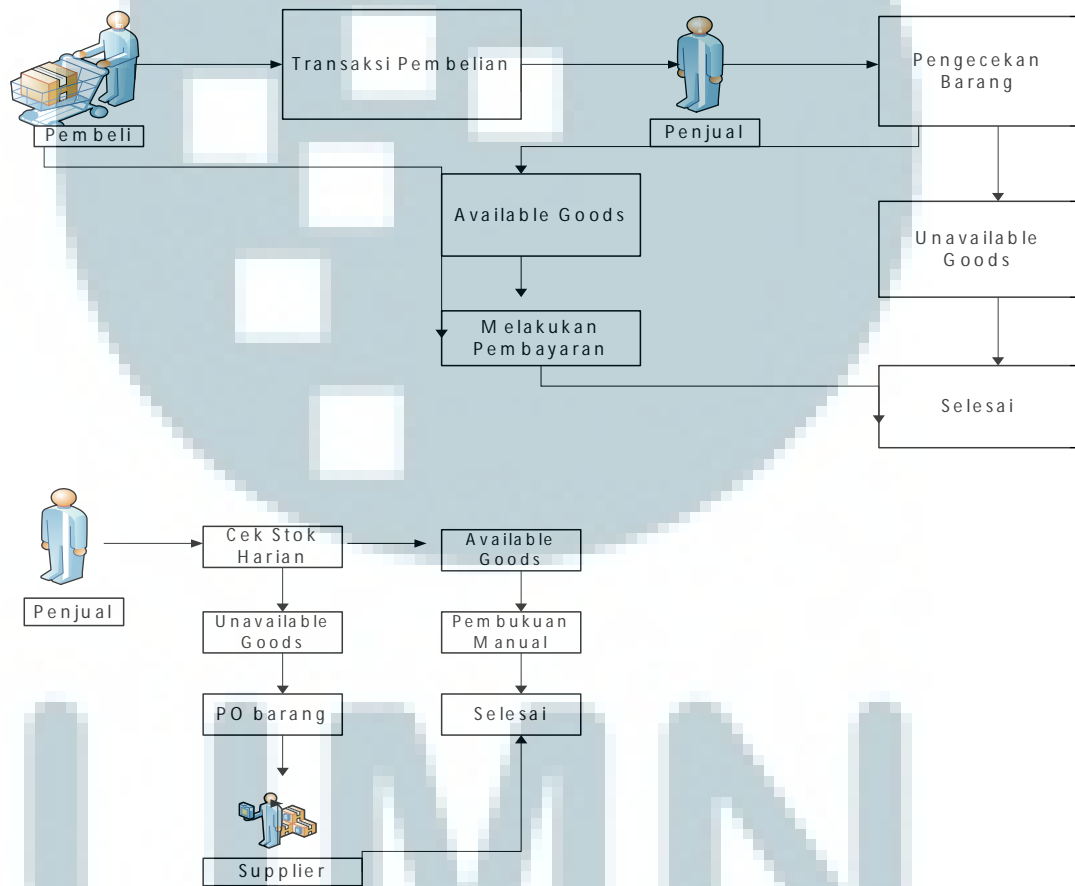 Transaksi Pembelian
Pengecekan
Barang
Pembeli
Penjual
Available Goods
Unavailable
Goods
Melakukan
Pembayaran
Selesai
Cek Stok
Harian
Available
Goods
Penjual
Unavailable
Goods
Pembukuan
Manual
PO barang
Selesai
Supplier
UMN